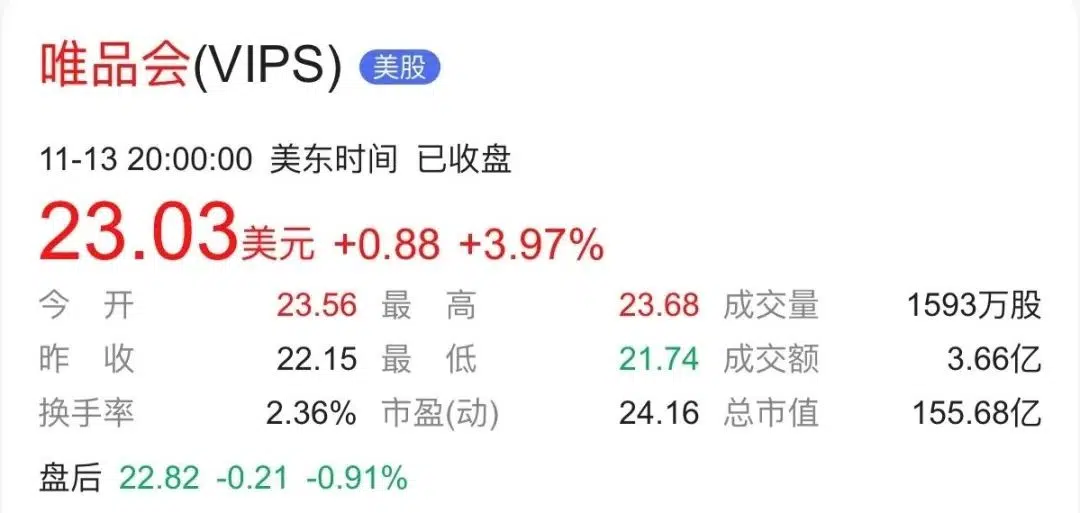 唯品会(VIPS) 美股
11-13 20:00:00 美东时间 已收盘
23.03美元 +0.88 +3.97%
今 开 23.56 最 高 23.68 成交量 1593万股
昨 收 22.15 最 低 21.74 成交额 3.66亿
换手率 2.36% 市盈(动) 24.16 总市值 155.68亿
盘后 22.82 -0.21 -0.91%